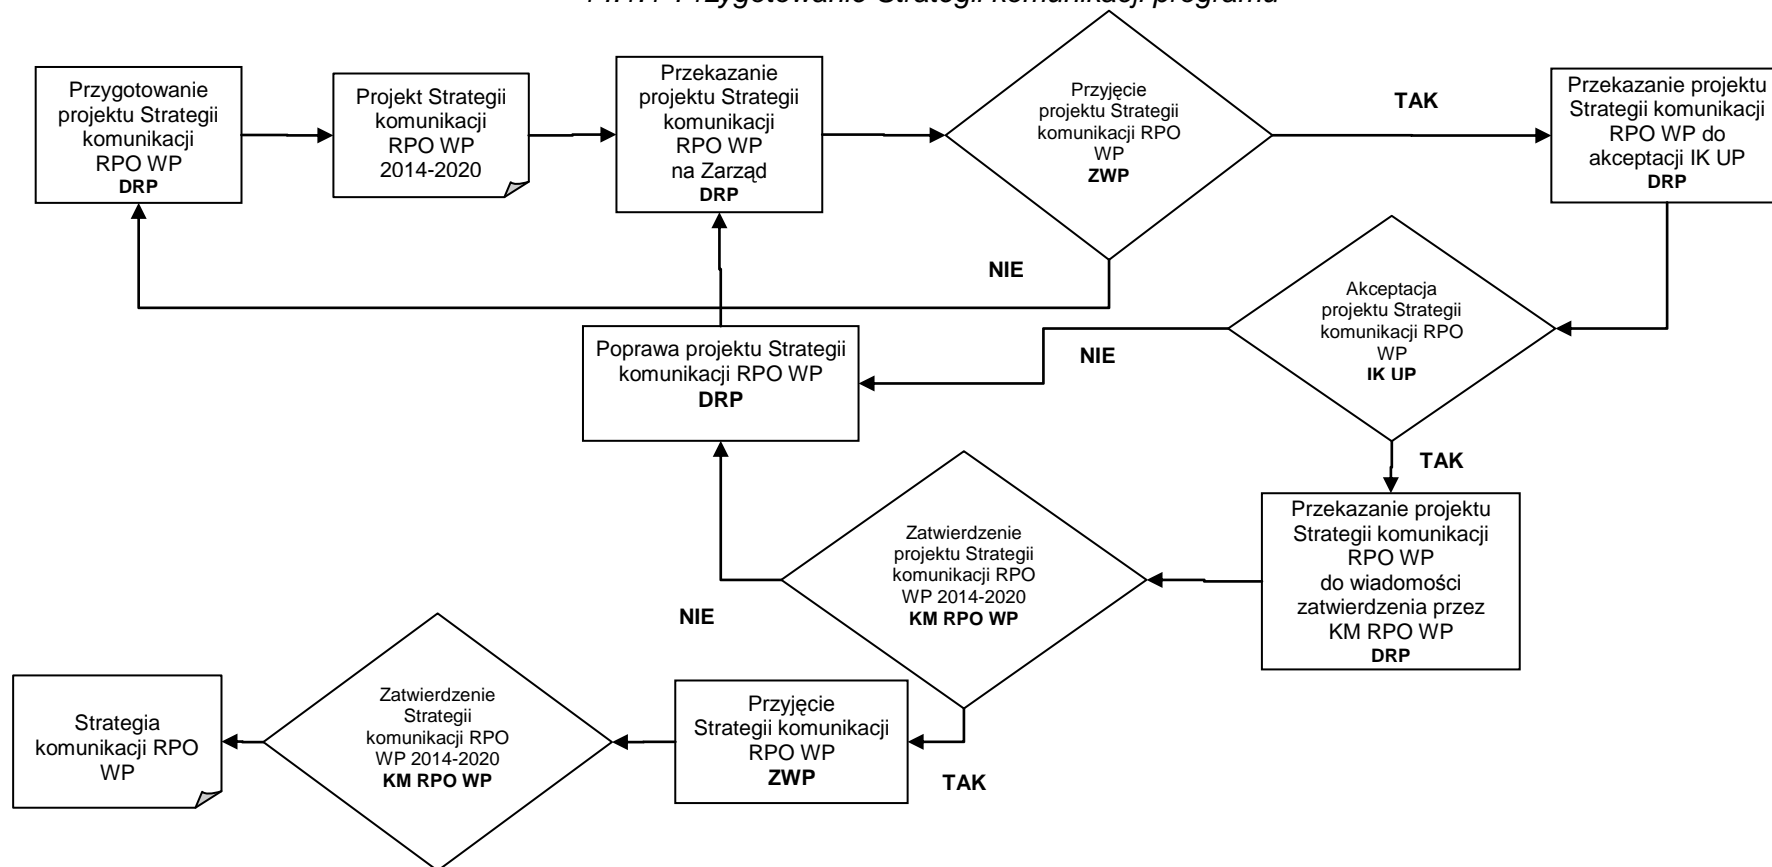 Przygotowanie Strategii komunikacji programu
Przygotowanie
projektu Strategii
komunikacji
RPO WP
DRP
Projekt Strategii
komunikacji
RPO WP
2014-2020
Przekazanie
projektu Strategii
komunikacji
RPO WP
na Zarząd
DRP
Przyjęcie
projektu Strategii
komunikacji RPO
WP
ZWP
TAK
Przekazanie projektu
Strategii komunikacji
RPO WP do
akceptacji IK UP
DRP
NIE
Akceptacja
projektu Strategii
komunikacji RPO
WP
IK UP
NIE
Poprawa projektu Strategii
komunikacji RPO WP
DRP
TAK
Przekazanie projektu
Strategii komunikacji
RPO WP
do wiadomości
zatwierdzenia przez
KM RPO WP
DRP
Zatwierdzenie
projektu Strategii
komunikacji RPO
WP 2014-2020
KM RPO WP
NIE
TAK
Przyjęcie
Strategii komunikacji
RPO WP
ZWP
Zatwierdzenie
Strategii
komunikacji RPO
WP 2014-2020
KM RPO WP
Strategia
komunikacji RPO
WP